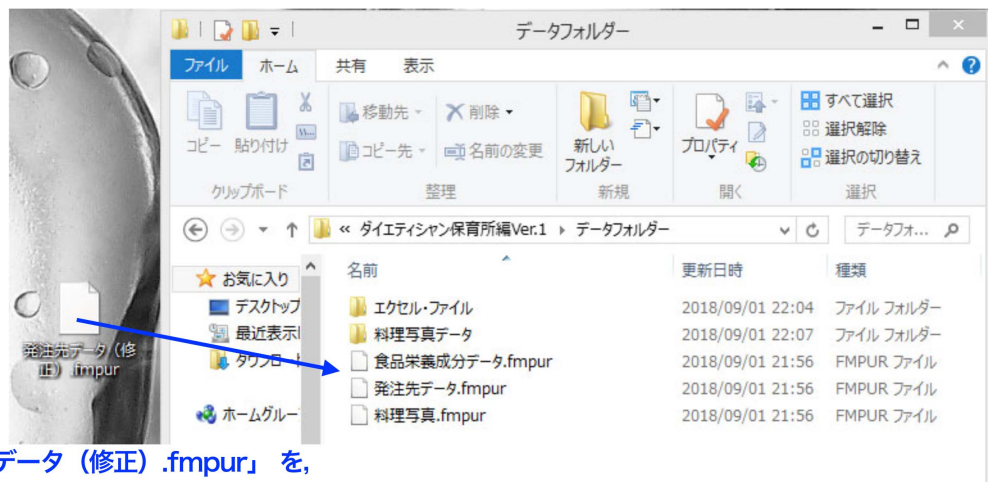 データフォルダー
ファイル ホーム 共有 表示
コピー 貼り付け
移動先 削除
コピー先 名前の変更
新しい
フォルダー
プロパティ
すべて選択
選択解除
選択の切り替え
クリップボード 整理 新規 開く 選択
« ダイエティシャン保育所編Ver.1 データフォルダー データフォ...
お気に入り
デスクトップ
最近表示
ダウンロード
ホームグルー
名前 更新日時 種類
エクセル・ファイル 2018/09/01 22:04 ファイル フォルダー
料理写真データ 2018/09/01 22:07 ファイル フォルダー
食品栄養成分データ.fmpur 2018/09/01 21:56 FMPUR ファイル
発注先データ.fmpur 2018/09/01 21:56 FMPUR ファイル
料理写真.fmpur 2018/09/01 21:56 FMPUR ファイル
発注先データ（修
正）.fmpur
データ（修正）.fmpur」 を,